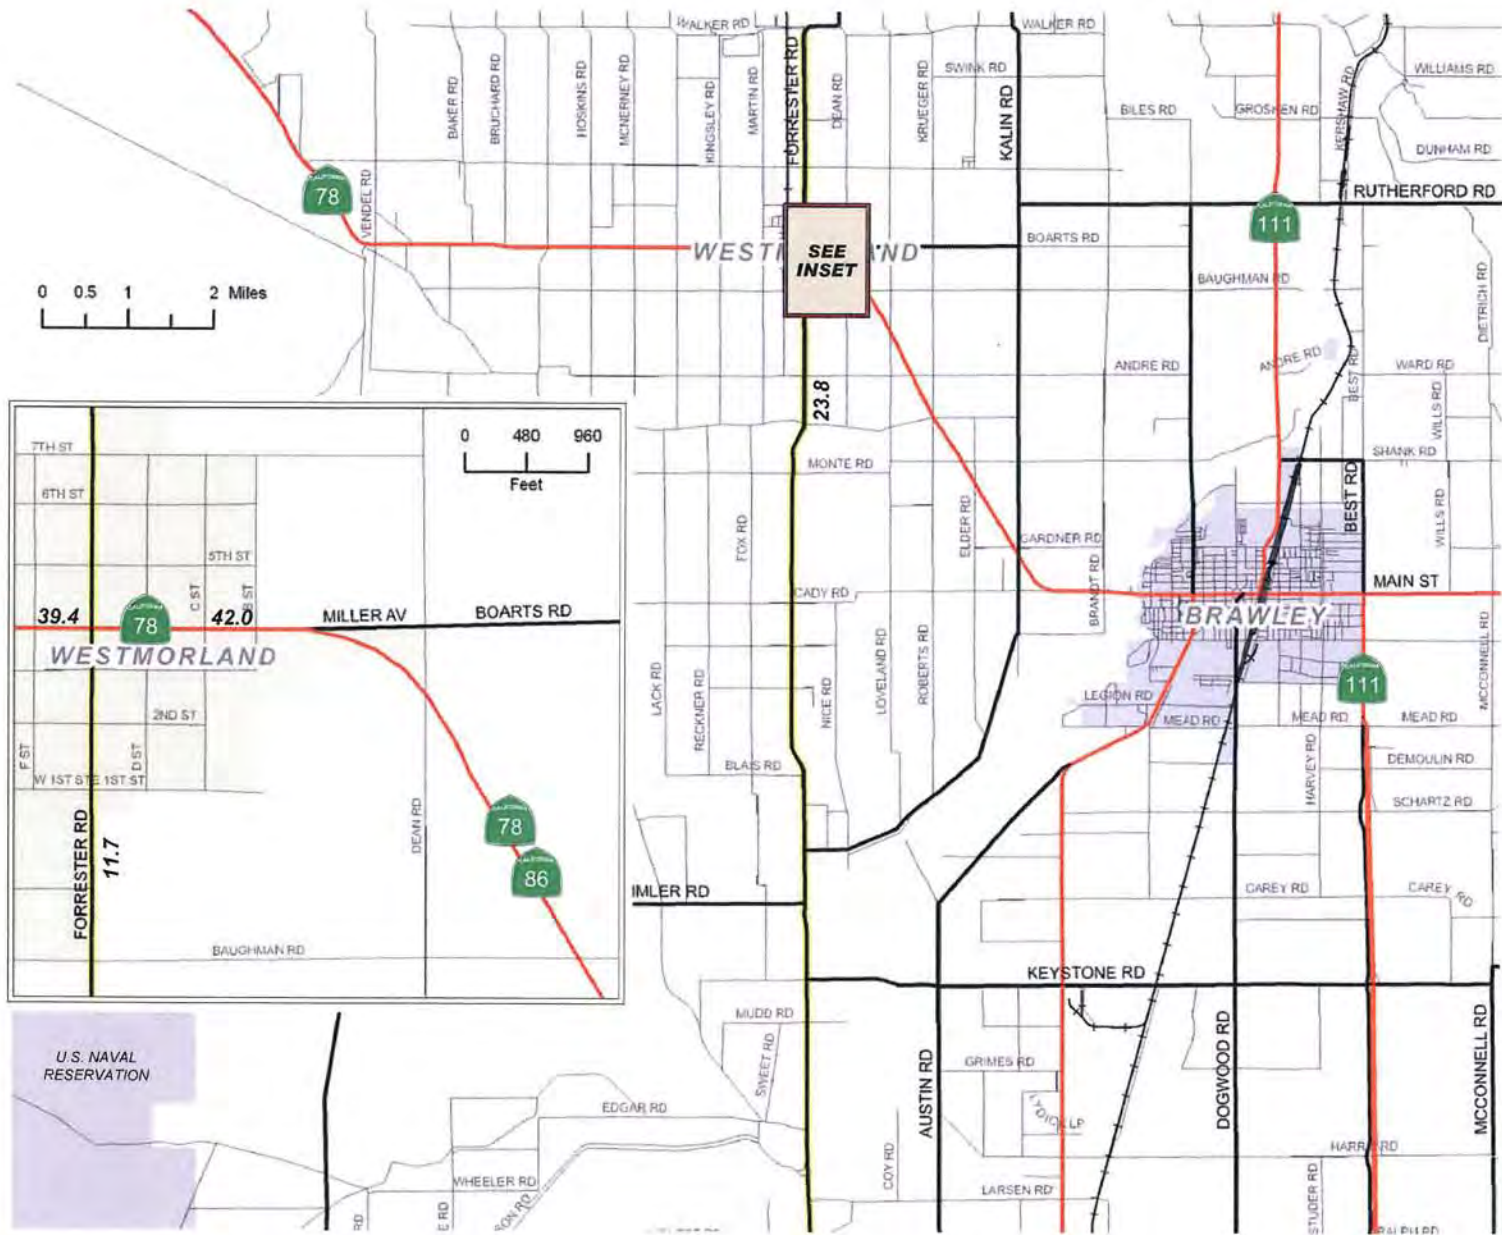 WALKER RD
WALKER RD
FORRESTER RD
BAKER RD
BRUCHARD RD
HOSKINS RD
MCNERNEY RD
KINGSLEY RD
MARTIN RD
DEAN RD
KRUEGER RD
SWINK RD
KALIN RD
BILES RD
GROSHEN RD
KERSHAW RD
WILLIAMS RD
DUNHAM RD
RUTHERFORD RD
CALIFORNIA
78
VENDEL RD
CALIFORNIA
111
SEE
INSET
BOARTS RD
BAUGHMAN RD
DIETRICH RD
0 0.5 1 2 Miles
23.8
ANDRE RD
ANDRE RD
BEST RD
WARD RD
WILLS RD
MONTE RD
SHANK RD
BEST RD
WILLS RD
FOX RD
ELDER RD
GARDNER RD
BRANDT RD
CADY RD
MAIN ST
BRAWLEY
LACK RD
RECKNER RD
NICE RD
LOVELAND RD
ROBERTS RD
MCCONNELL RD
CALIFORNIA
111
LEGION RD
MEAD RD
MEAD RD
MEAD RD
BLAIS RD
HARVEY RD
DEMOULIN RD
SCHARTZ RD
IMLER RD
CAREY RD
CAREY RD
KEYSTONE RD
MUDD RD
SWEET RD
AUSTIN RD
GRIMES RD
LYDICK LP
DOGWOOD RD
MCCONNELL RD
EDGAR RD
COY RD
WHEELER RD
LARSEN RD
STUDER RD
RALPH RD
U.S. NAVAL
RESERVATION
7TH ST
6TH ST
5TH ST
C ST
B ST
0 480 960
Feet
39.4
CALIFORNIA
78
42.0
MILLER AV
BOARTS RD
WESTMORLAND
2ND ST
F ST
D ST
W 1ST ST
E 1ST ST
FORRESTER RD
11.7
DEAN RD
CALIFORNIA
78
CALIFORNIA
86
BAUGHMAN RD